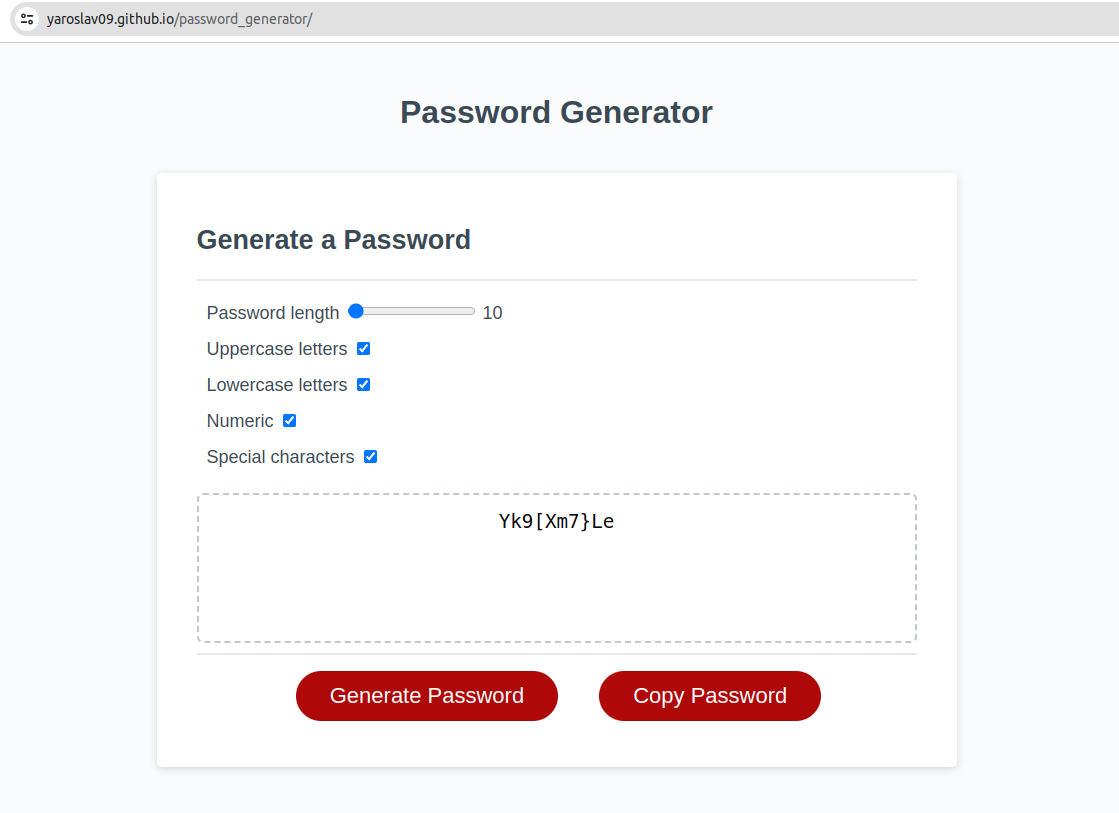 yaroslav09.github.io/password_generator/
Password Generator
Generate a Password
Password length 10
Uppercase letters
Lowercase letters
Numeric
Special characters
Yk9[Xm7}Le
Generate Password Copy Password